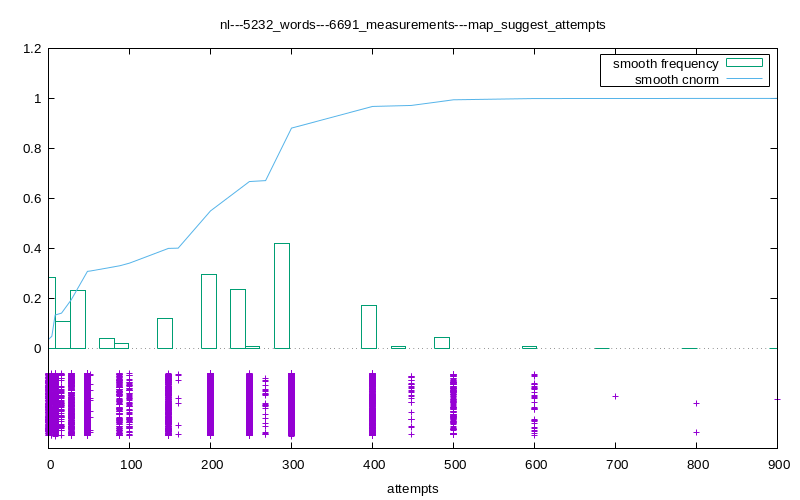 nl---5232_words---6691_measurements---map_suggest_attempts
1.2
smooth frequency
smooth cnorm
1
0.8
0.6
0.4
0.2
0
0 100 200 300 400 500 600 700 800 900
attempts